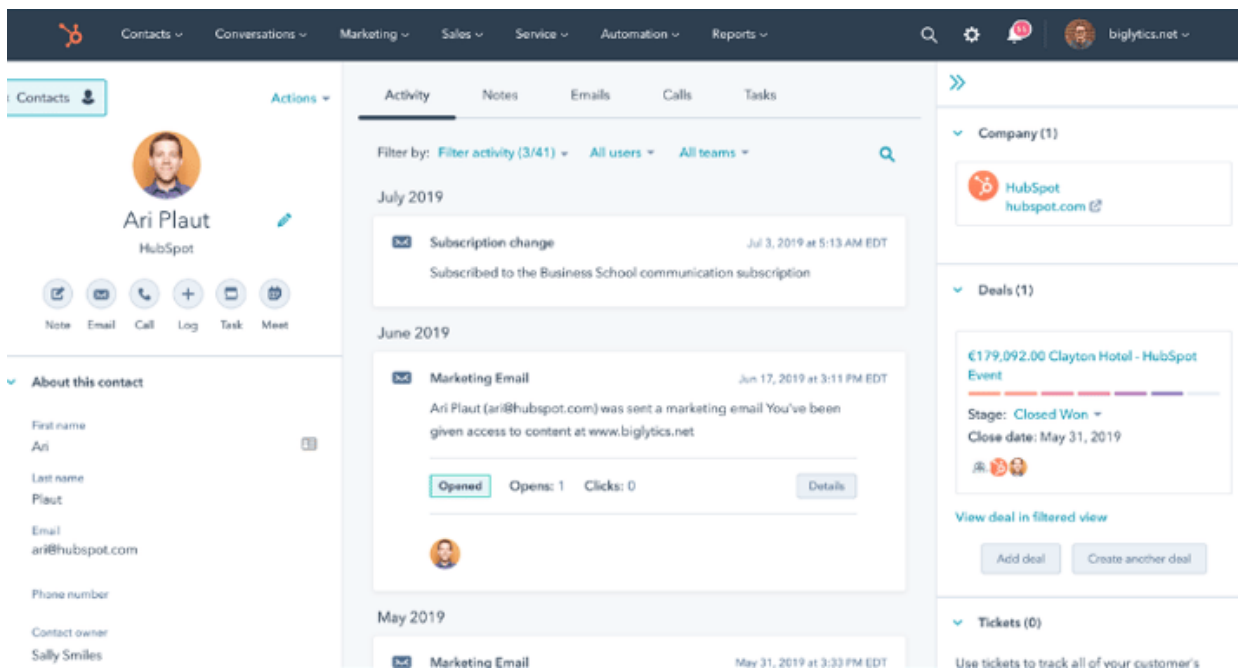 Contacts
Conversations
Marketing
Sales
Service
Automation
Reports
biglytics.net
Contacts
Actions
Ari Plaut
HubSpot
Note
Email
Call
Log
Task
Meet
About this contact
First name
Ari
Last name
Plaut
Email
ari@hubspot.com
Phone number
Contact owner
Sally Smiles
Activity
Notes
Emails
Calls
Tasks
Filter by: Filter activity (3/41) All users All teams
July 2019
Subscription change Jul 3, 2019 at 5:13 AM EDT
Subscribed to the Business School communication subscription
June 2019
Marketing Email Jun 17, 2019 at 3:11 PM EDT
Ari Plaut (ari@hubspot.com) was sent a marketing email You've been
given access to content at www.biglytics.net
Opened Opens: 1 Clicks: 0 Details
May 2019
Marketing Email May 31, 2019 at 3:33 PM EDT
Company (1)
HubSpot
hubspot.com
Deals (1)
€179,092.00 Clayton Hotel - HubSpot
Event
Stage: Closed Won
Close date: May 31, 2019
View deal in filtered view
Add deal
Create another deal
Tickets (0)
Use tickets to track all of your customer's